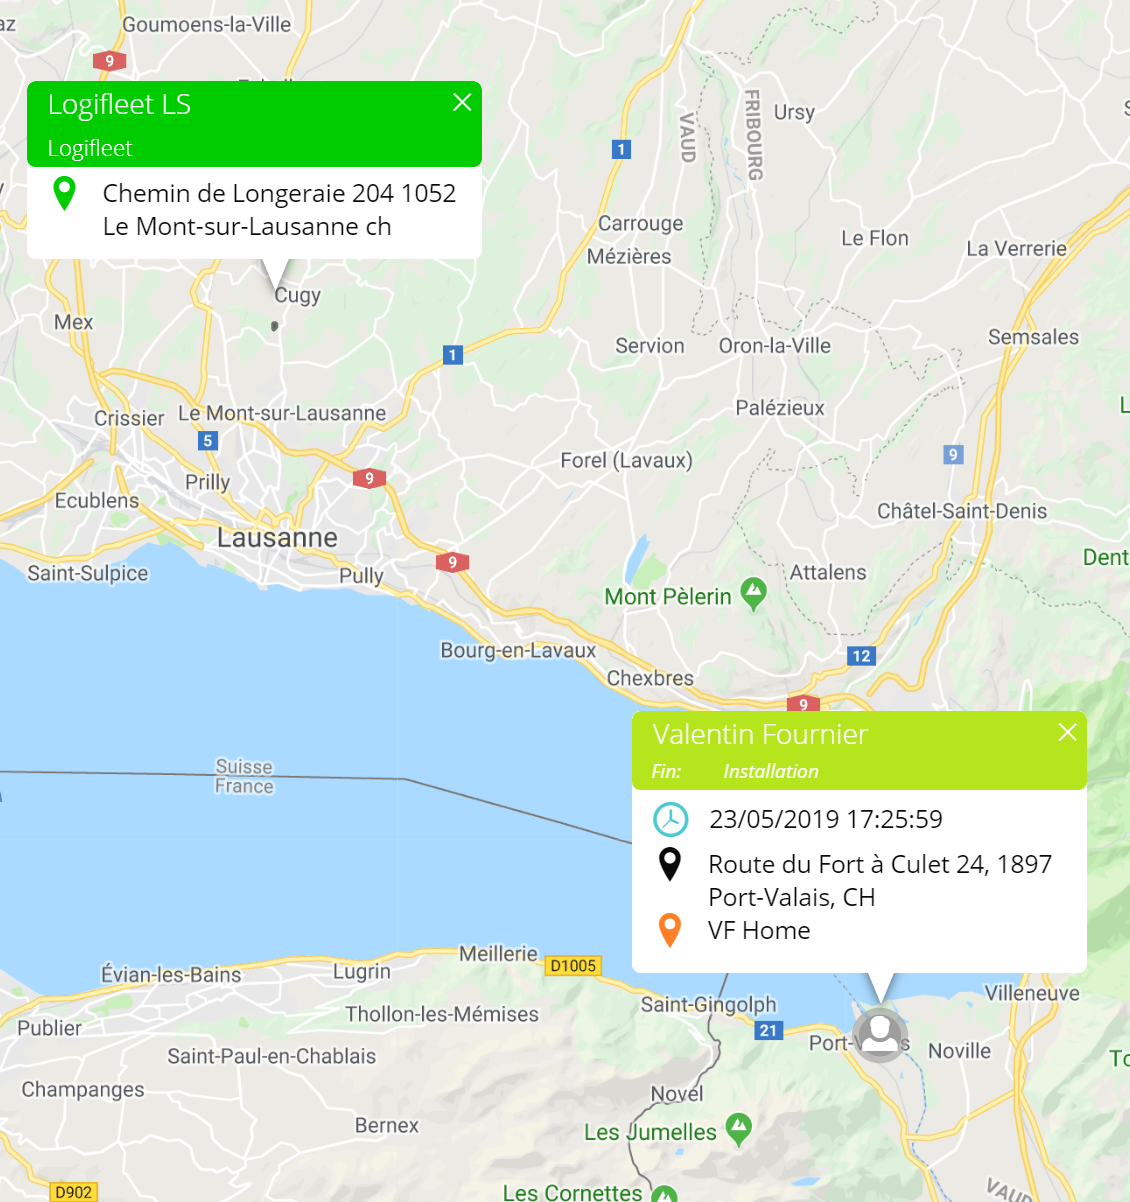 Goumoens-la-Ville
9
Logifleet LS
Logifleet
Chemin de Longeraie 204 1052
Le Mont-sur-Lausanne ch
FRIBOURG
VAUD
Ursy
1
Carrouge
Le Flon
La Verrerie
Mézières
Cugy
Mex
Semsales
Servion
Oron-la-Ville
1
Palézieux
Crissier
Le Mont-sur-Lausanne
5
9
Forel (Lavaux)
9
Prilly
Ecublens
Châtel-Saint-Denis
Lausanne
Dent
9
Saint-Sulpice
Pully
Attalens
Mont Pèlerin
Bourg-en-Lavaux
12
Chexbres
9
Valentin Fournier
Fin: Installation
Suisse
France
23/05/2019 17:25:59
Route du Fort à Culet 24, 1897
Port-Valais, CH
VF Home
Meillerie
D1005
Évian-les-Bains
Lugrin
Villeneuve
Saint-Gingolph
Thollon-les-Mémises
Publier
21
Port-V
s
Noville
Saint-Paul-en-Chablais
Champanges
Novel
Bernex
Les Jumelles
D902
Les Cornettes
VAUD